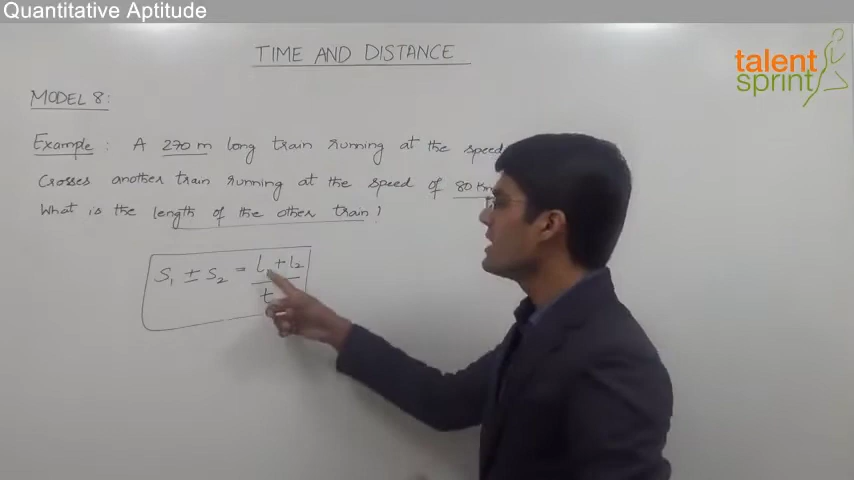 Quantitative Aptitude
TIME AND DISTANCE
talent
sprint
MODEL 8:
Example : A 270 m long train running at the speed
Crosses another train running at the speed of 80 Km
What is the length of the other train ?
S₁ ± S₂ = L₁ + L₂
t